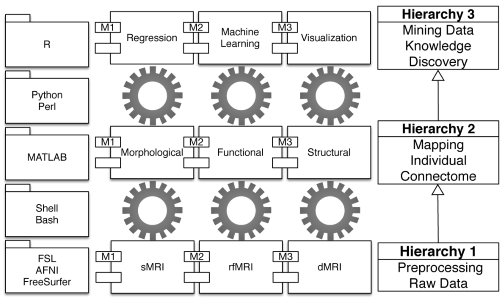 R
M1
Regression
M2
Machine
Learning
M3
Visualization
Hierarchy 3
Mining Data
Knowledge
Discovery
Python
Perl
MATLAB
M1
Morphological
M2
Functional
M3
Structural
Hierarchy 2
Mapping
Individual
Connectome
Shell
Bash
FSL
AFNI
FreeSurfer
M1
sMRI
M2
rfMRI
M3
dMRI
Hierarchy 1
Preprocessing
Raw Data